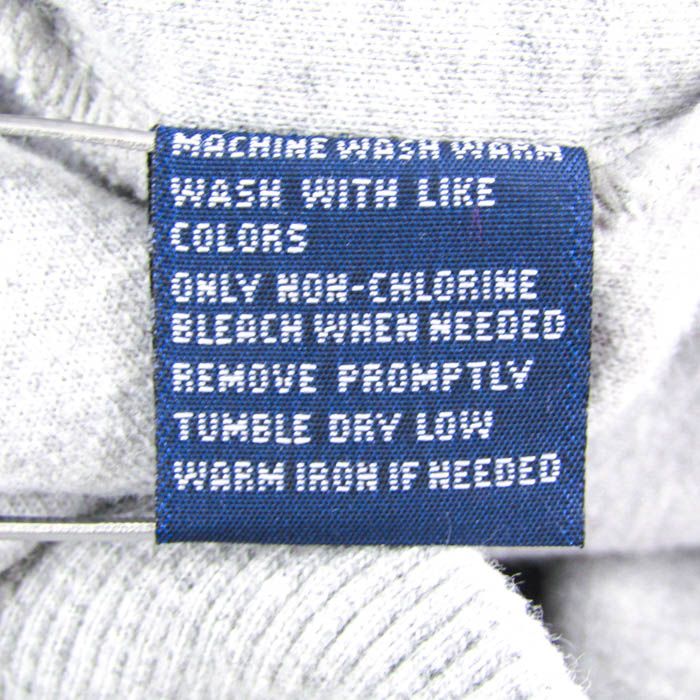 MACHINE WASH WARM
WASH WITH LIKE
COLORS
ONLY NON-CHLORINE
BLEACH WHEN NEEDED
REMOVE PROMPTLY
TUMBLE DRY LOW
WARM IRON IF NEEDED